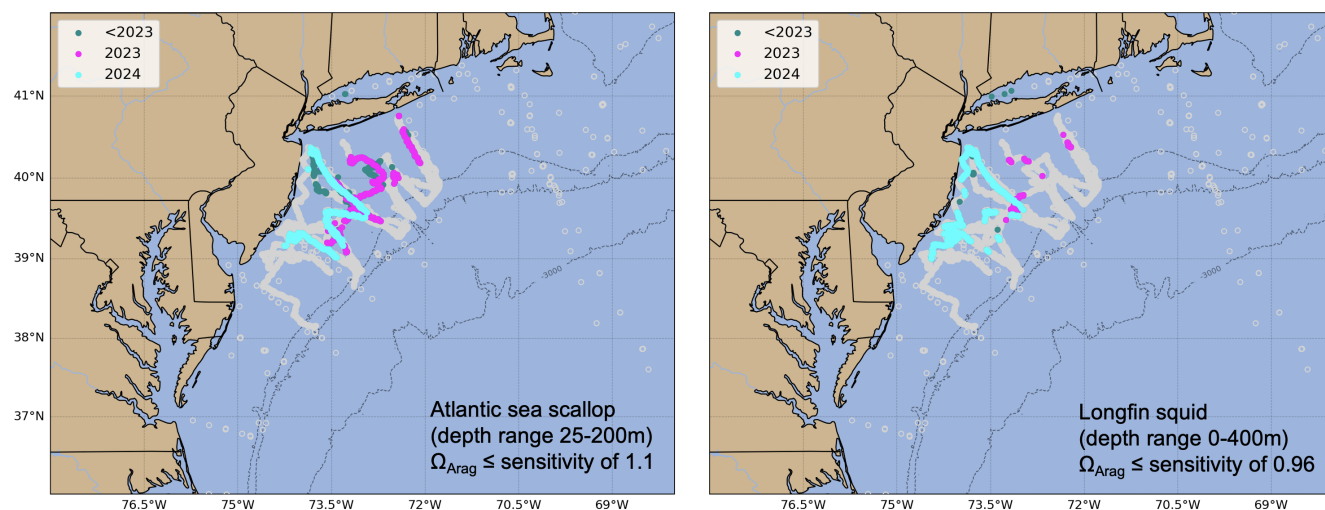 <2023
2023
2024
41°N
40°N
39°N
38°N
37°N
76.5°W
75°W
73.5°W
72°W
70.5°W
69°W
-3000
Atlantic sea scallop
(depth range 25-200m)
Ω_Arag ≤ sensitivity of 1.1
<2023
2023
2024
76.5°W
75°W
73.5°W
72°W
70.5°W
69°W
-3000
Longfin squid
(depth range 0-400m)
Ω_Arag ≤ sensitivity of 0.96